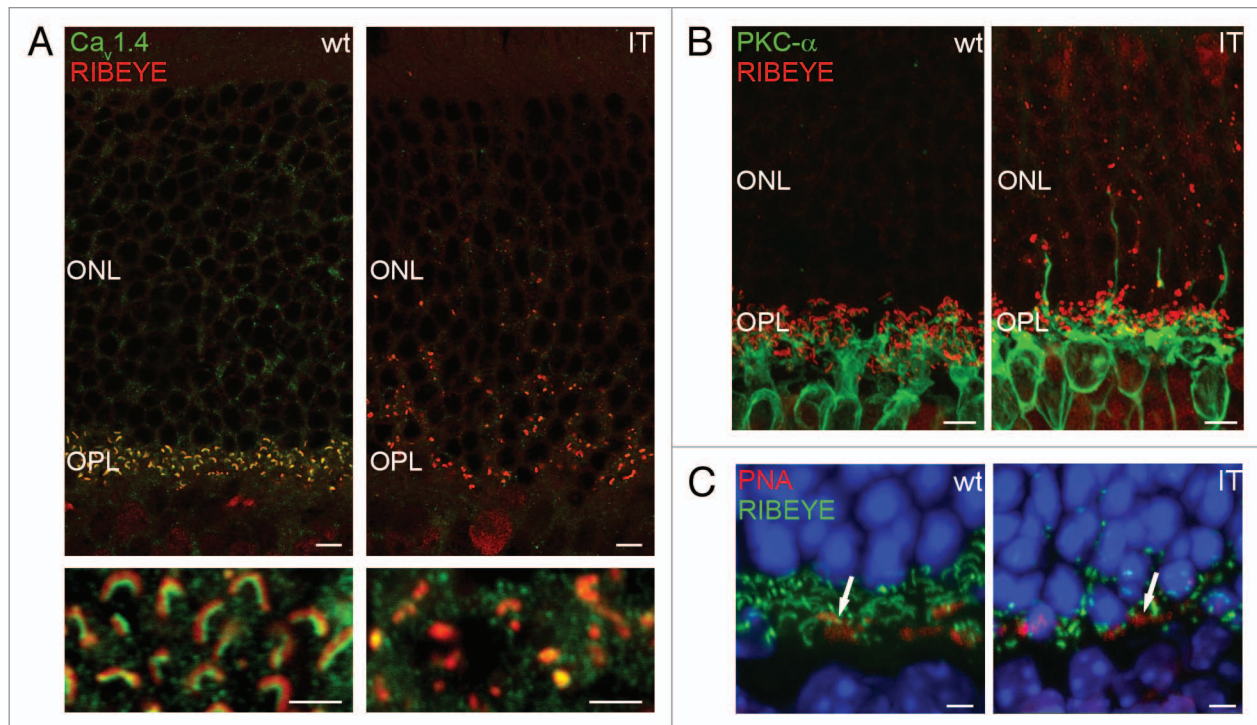 A
Cav1.4
RIBEYE
wt
ONL
OPL
IT
ONL
OPL
B
PKC-α
RIBEYE
wt
ONL
OPL
IT
ONL
OPL
C
PNA
RIBEYE
wt
IT